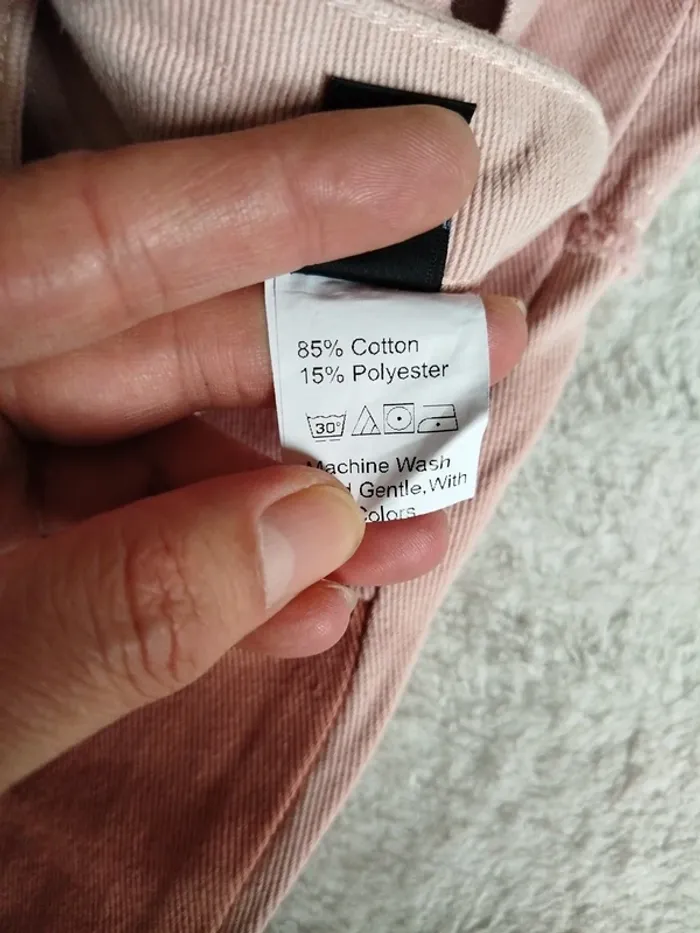 85% Cotton
15% Polyester
30°
Machine Wash
Gentle, With
Colors